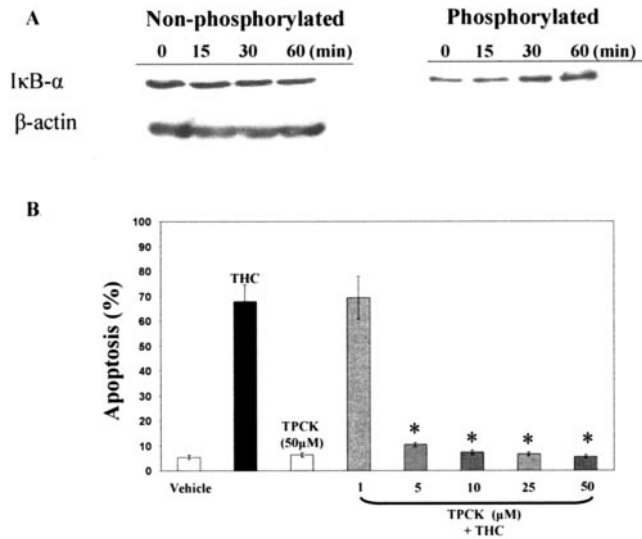 A
Non-phosphorylated
Phosphorylated
0 15 30 60 (min)
0 15 30 60 (min)
IκB-α
β-actin
B
Apoptosis (%)
100
90
80
70
60
50
40
30
20
10
0
THC
TPCK
(50μM)
* * * *
Vehicle
1 5 10 25 50
TPCK (μM)
+ THC